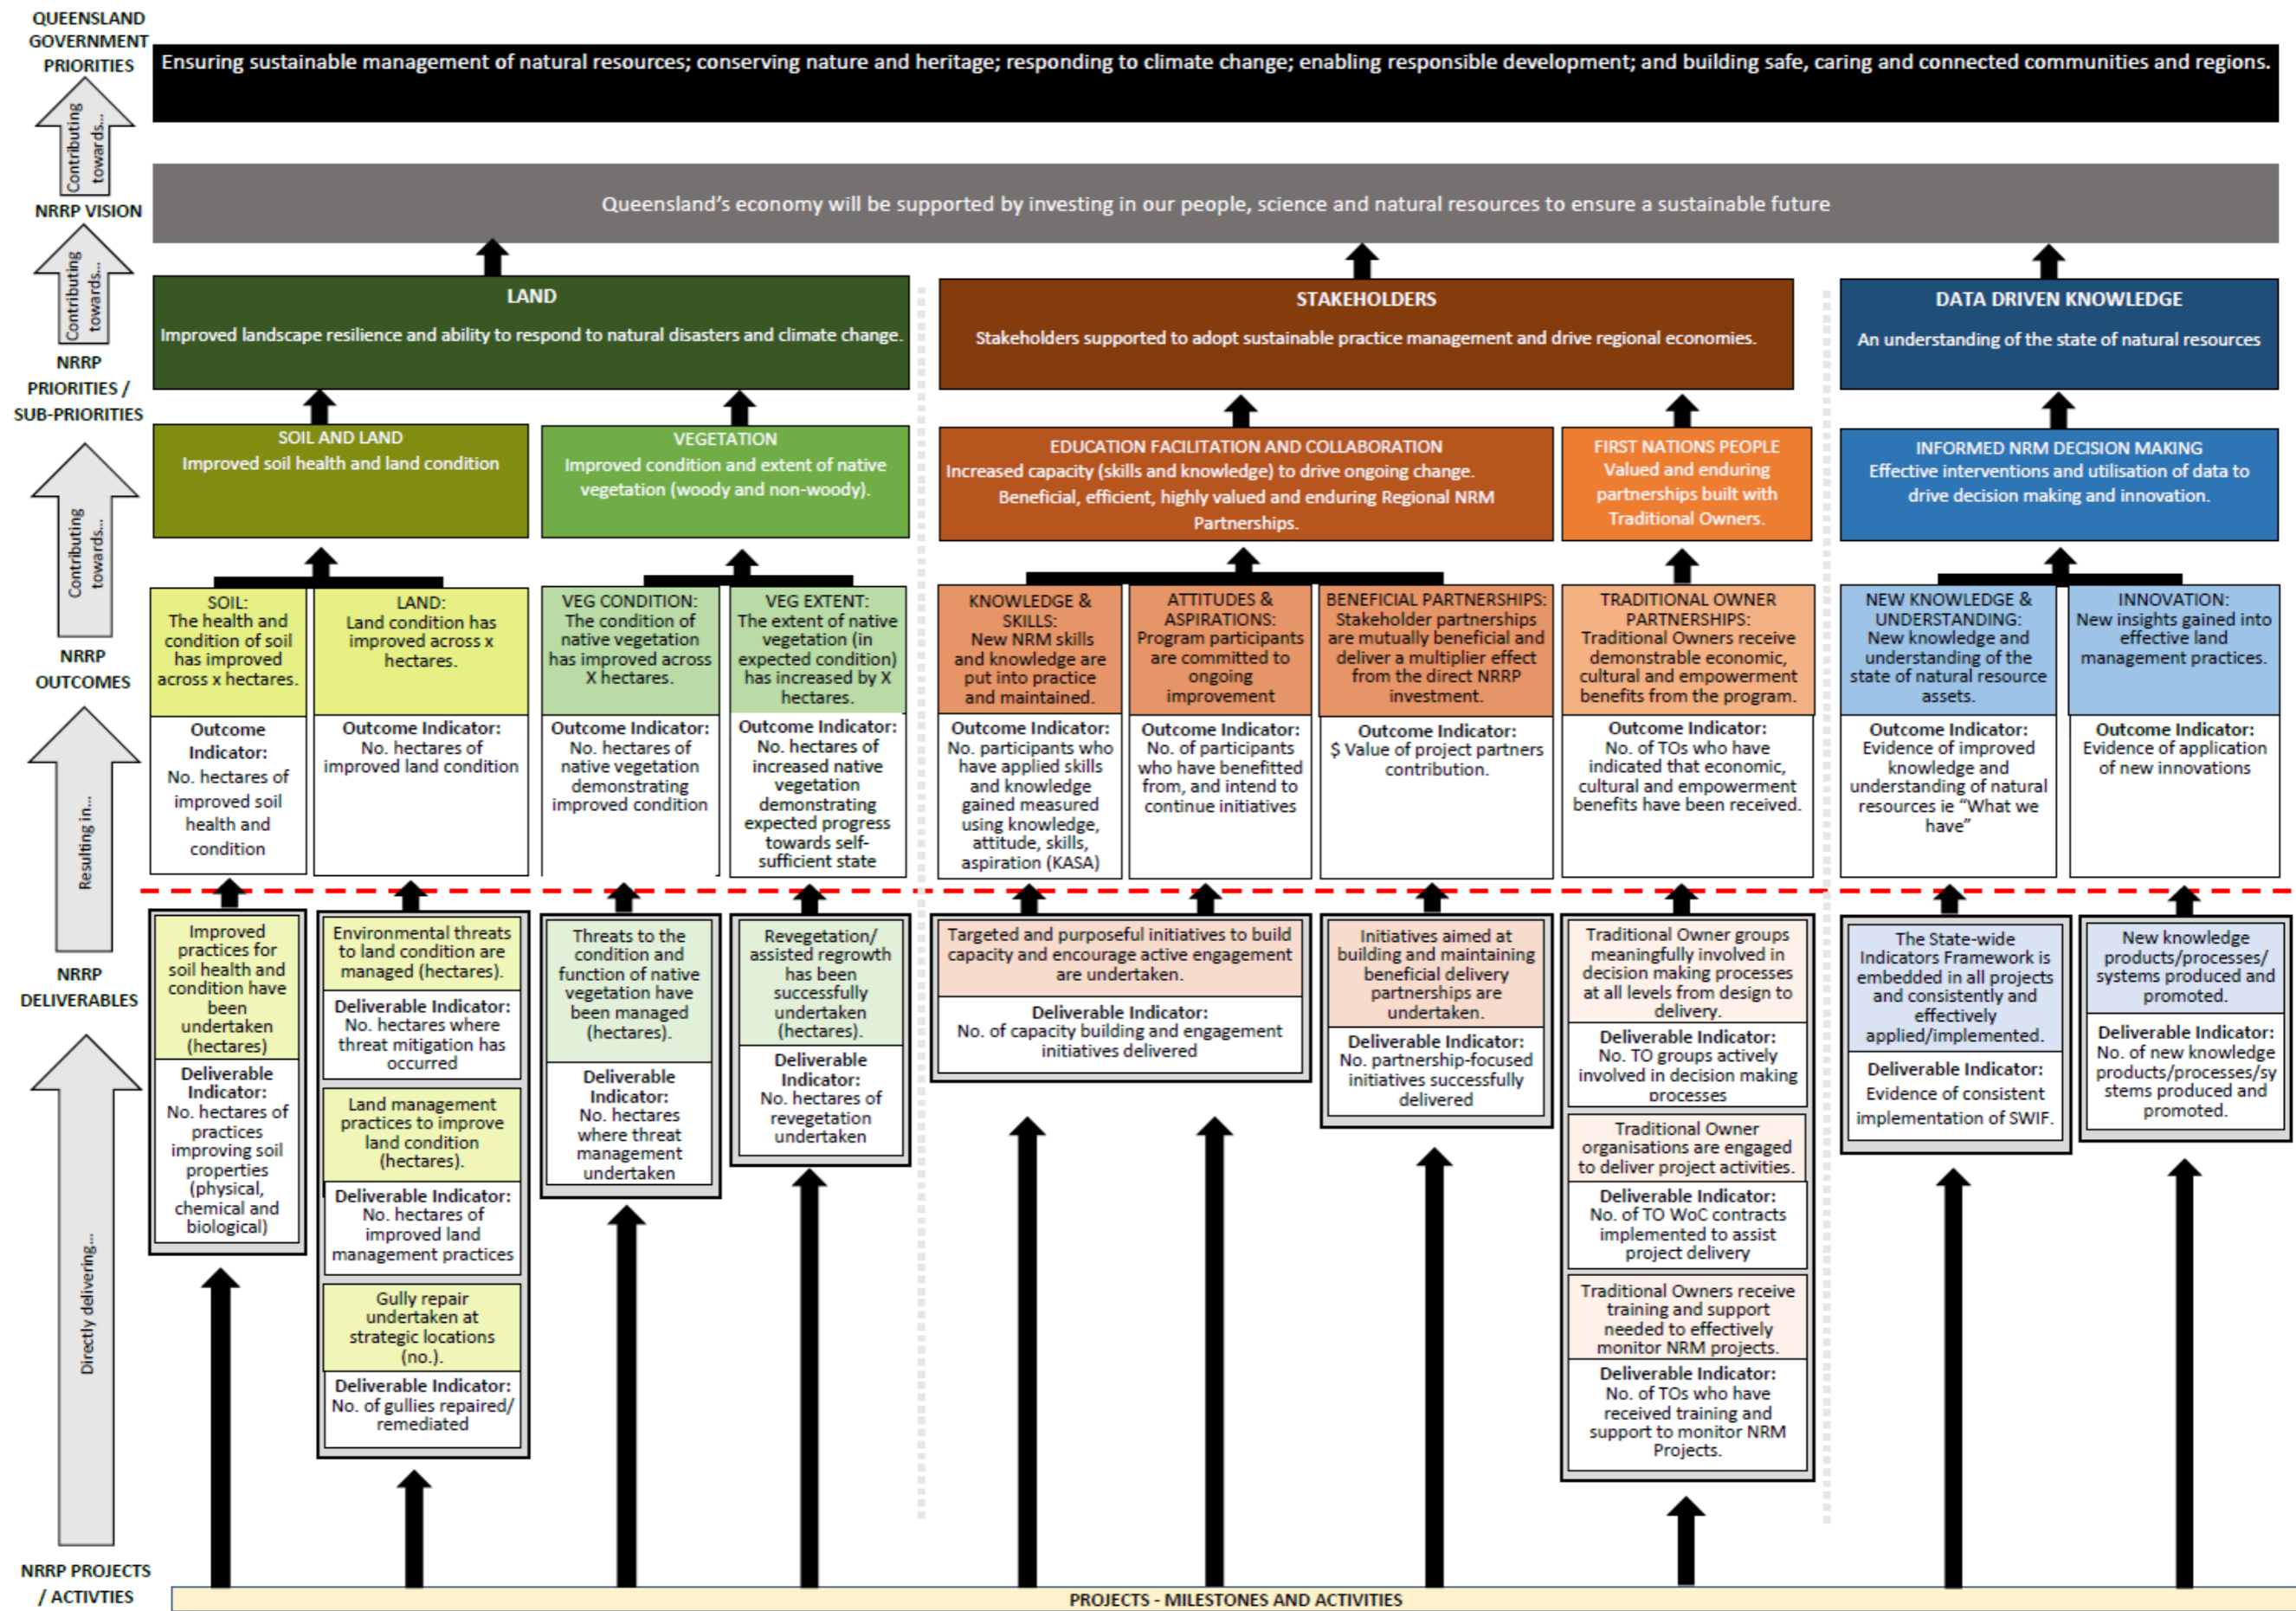 QUEENSLAND
GOVERNMENT
PRIORITIES
Ensuring sustainable management of natural resources; conserving nature and heritage; responding to climate change; enabling responsible development; and building safe, caring and connected communities and regions.
Contributing
towards...
NRRP VISION
Queensland's economy will be supported by investing in our people, science and natural resources to ensure a sustainable future
Contributing
towards...
NRRP
PRIORITIES /
SUB-PRIORITIES
LAND
Improved landscape resilience and ability to respond to natural disasters and climate change.
STAKEHOLDERS
Stakeholders supported to adopt sustainable practice management and drive regional economies.
DATA DRIVEN KNOWLEDGE
An understanding of the state of natural resources
SOIL AND LAND
Improved soil health and land condition
VEGETATION
Improved condition and extent of native
vegetation (woody and non-woody).
EDUCATION FACILITATION AND COLLABORATION
Increased capacity (skills and knowledge) to drive ongoing change.
Beneficial, efficient, highly valued and enduring Regional NRM
Partnerships.
FIRST NATIONS PEOPLE
Valued and enduring
partnerships built with
Traditional Owners.
INFORMED NRM DECISION MAKING
Effective interventions and utilisation of data to
drive decision making and innovation.
Contributing
towards...
NRRP
OUTCOMES
SOIL:
The health and
condition of soil
has improved
across x hectares.
Outcome
Indicator:
No. hectares of
improved soil
health and
condition
LAND:
Land condition has
improved across x
hectares.
Outcome Indicator:
No. hectares of
improved land condition
VEG CONDITION:
The condition of
native vegetation
has improved across
X hectares.
Outcome Indicator:
No. hectares of
native vegetation
demonstrating
improved condition
VEG EXTENT:
The extent of native
vegetation (in
expected condition)
has increased by X
hectares.
Outcome Indicator:
No. hectares of
increased native
vegetation
demonstrating
expected progress
towards self-
sufficient state
KNOWLEDGE &
SKILLS:
New NRM skills
and knowledge are
put into practice
and maintained.
Outcome Indicator:
No. participants who
have applied skills
and knowledge
gained measured
using knowledge,
attitude, skills,
aspiration (KASA)
ATTITUDES &
ASPIRATIONS:
Program participants
are committed to
ongoing
improvement
Outcome Indicator:
No. of participants
who have benefitted
from, and intend to
continue initiatives
BENEFICIAL PARTNERSHIPS:
Stakeholder partnerships
are mutually beneficial and
deliver a multiplier effect
from the direct NRRP
investment.
Outcome Indicator:
$ Value of project partners
contribution.
TRADITIONAL OWNER
PARTNERSHIPS:
Traditional Owners receive
demonstrable economic,
cultural and empowerment
benefits from the program.
Outcome Indicator:
No. of TOs who have
indicated that economic,
cultural and empowerment
benefits have been received.
NEW KNOWLEDGE &
UNDERSTANDING:
New knowledge and
understanding of the
state of natural resource
assets.
Outcome Indicator:
Evidence of improved
knowledge and
understanding of natural
resources ie "What we
have"
INNOVATION:
New insights gained into
effective land
management practices.
Outcome Indicator:
Evidence of application
of new innovations
Resulting in...
NRRP
DELIVERABLES
Improved
practices for
soil health and
condition have
been
undertaken
(hectares)
Deliverable
Indicator:
No. hectares of
practices
improving soil
properties
(physical,
chemical and
biological)
Environmental threats
to land condition are
managed (hectares).
Deliverable Indicator:
No. hectares where
threat mitigation has
occurred
Land management
practices to improve
land condition
(hectares).
Deliverable Indicator:
No. hectares of
improved land
management practices
Gully repair
undertaken at
strategic locations
(no.).
Deliverable Indicator:
No. of gullies repaired/
remediated
Threats to the
condition and
function of native
vegetation have
been managed
(hectares).
Deliverable
Indicator:
No. hectares
where threat
management
undertaken
Revegetation/
assisted regrowth
has been
successfully
undertaken
(hectares).
Deliverable
Indicator:
No. hectares of
revegetation
undertaken
Targeted and purposeful initiatives to build
capacity and encourage active engagement
are undertaken.
Deliverable Indicator:
No. of capacity building and engagement
initiatives delivered
Initiatives aimed at
building and maintaining
beneficial delivery
partnerships are
undertaken.
Deliverable Indicator:
No. partnership-focused
initiatives successfully
delivered
Traditional Owner groups
meaningfully involved in
decision making processes
at all levels from design to
delivery.
Deliverable Indicator:
No. TO groups actively
involved in decision making
processes
Traditional Owner
organisations are engaged
to deliver project activities.
Deliverable Indicator:
No. of TO WoC contracts
implemented to assist
project delivery
Traditional Owners receive
training and support
needed to effectively
monitor NRM projects.
Deliverable Indicator:
No. of TOs who have
received training and
support to monitor NRM
Projects.
The State-wide
Indicators Framework is
embedded in all projects
and consistently and
effectively
applied/implemented.
Deliverable Indicator:
Evidence of consistent
implementation of SWIF.
New knowledge
products/processes/
systems produced and
promoted.
Deliverable Indicator:
No. of new knowledge
products/processes/sy
stems produced and
promoted.
Directly delivering...
NRRP PROJECTS
/ ACTIVTIES
PROJECTS - MILESTONES AND ACTIVITIES